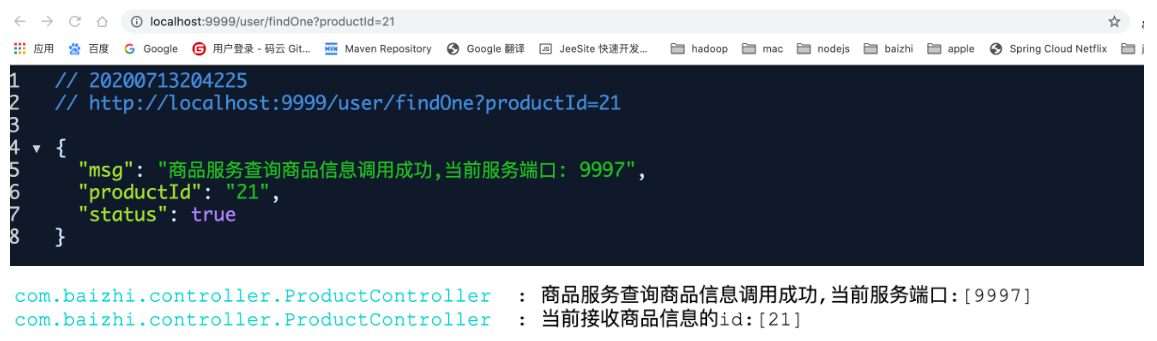 localhost:9999/user/findOne?productId=21
应用 百度 Google 用户登录 - 码云 Git... Maven Repository Google 翻译 JeeSite 快速开发... hadoop mac nodejs baizhi apple Spring Cloud Netflix
1 // 20200713204225
2 // http://localhost:9999/user/findOne?productId=21
3
4 ▼ {
5 "msg": "商品服务查询商品信息调用成功,当前服务端口: 9997",
6 "productId": "21",
7 "status": true
8 }
com.baizhi.controller.ProductController : 商品服务查询商品信息调用成功,当前服务端口:[9997]
com.baizhi.controller.ProductController : 当前接收商品信息的id:[21]